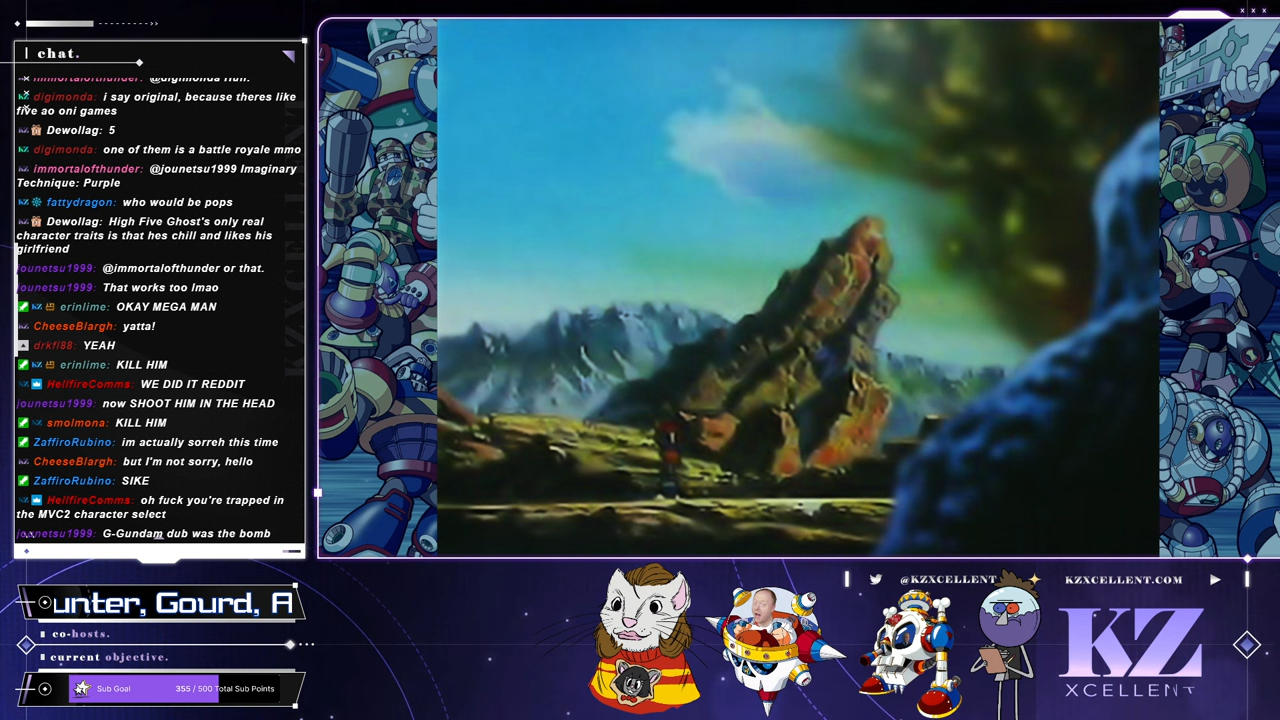 chat.
immortalofthunder: @digimonda Huh.
digimonda: i say original, because theres like
five ao oni games
Dewollag: 5
digimonda: one of them is a battle royale mmo
immortalofthunder: @jounetsu1999 Imaginary
Technique: Purple
fattydragon: who would be pops
Dewollag: High Five Ghost's only real
character traits is that hes chill and likes his
girlfriend
jounetsu1999: @immortalofthunder or that.
jounetsu1999: That works too lmao
erinlime: OKAY MEGA MAN
CheeseBlargh: yatta!
drkfl88: YEAH
erinlime: KILL HIM
HellfireComms: WE DID IT REDDIT
jounetsu1999: now SHOOT HIM IN THE HEAD
smolmona: KILL HIM
ZaffiroRubino: im actually sorreh this time
CheeseBlargh: but I'm not sorry, hello
ZaffiroRubino: SIKE
HellfireComms: oh fuck you're trapped in
the MVC2 character select
jounetsu1999: G-Gundam dub was the bomb
unter, Gourd, A
co-hosts.
current objective.
Sub Goal 355 / 500 Total Sub Points
@KZXCELLENT
KZXCELLENT.COM
KZ
XCELLENT